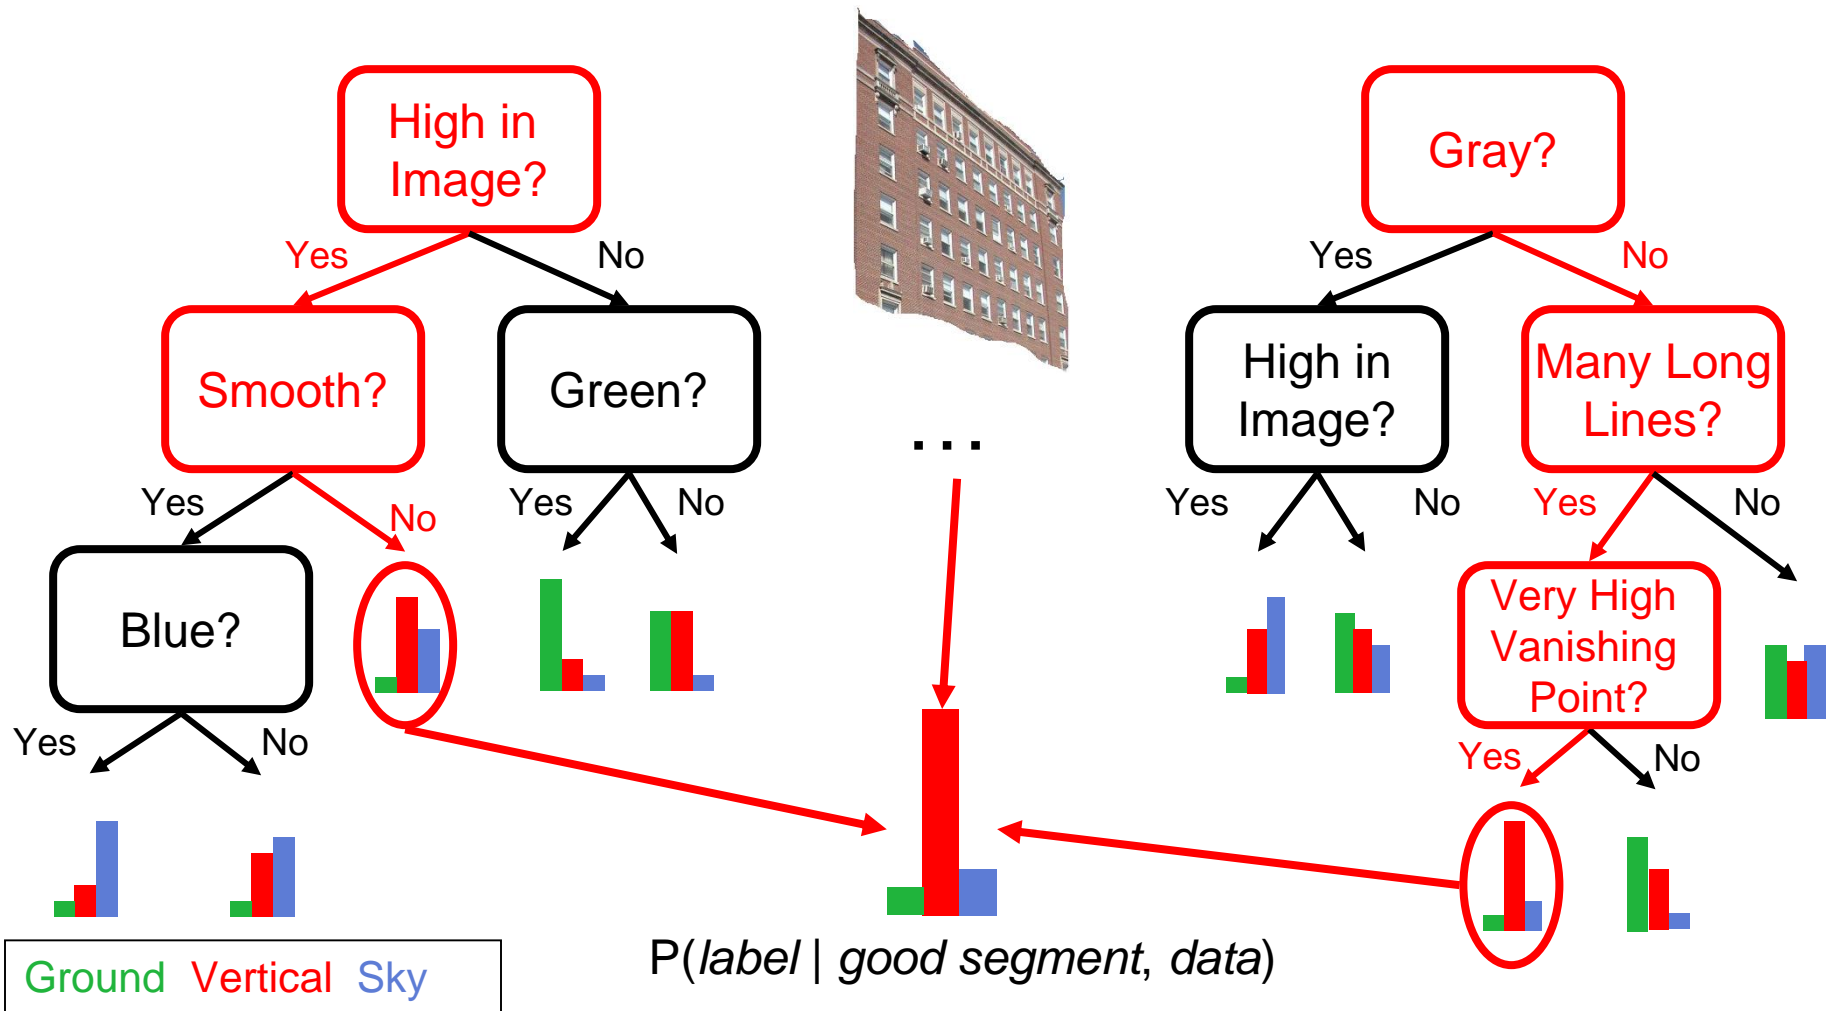 High in
Image?
Yes
No
Smooth?
Green?
Yes
No
Yes
No
Blue?
Yes
No
...
Gray?
Yes
No
High in
Image?
Many Long
Lines?
Yes
No
Yes
No
Very High
Vanishing
Point?
Yes
No
Ground Vertical Sky
P(label | good segment, data)